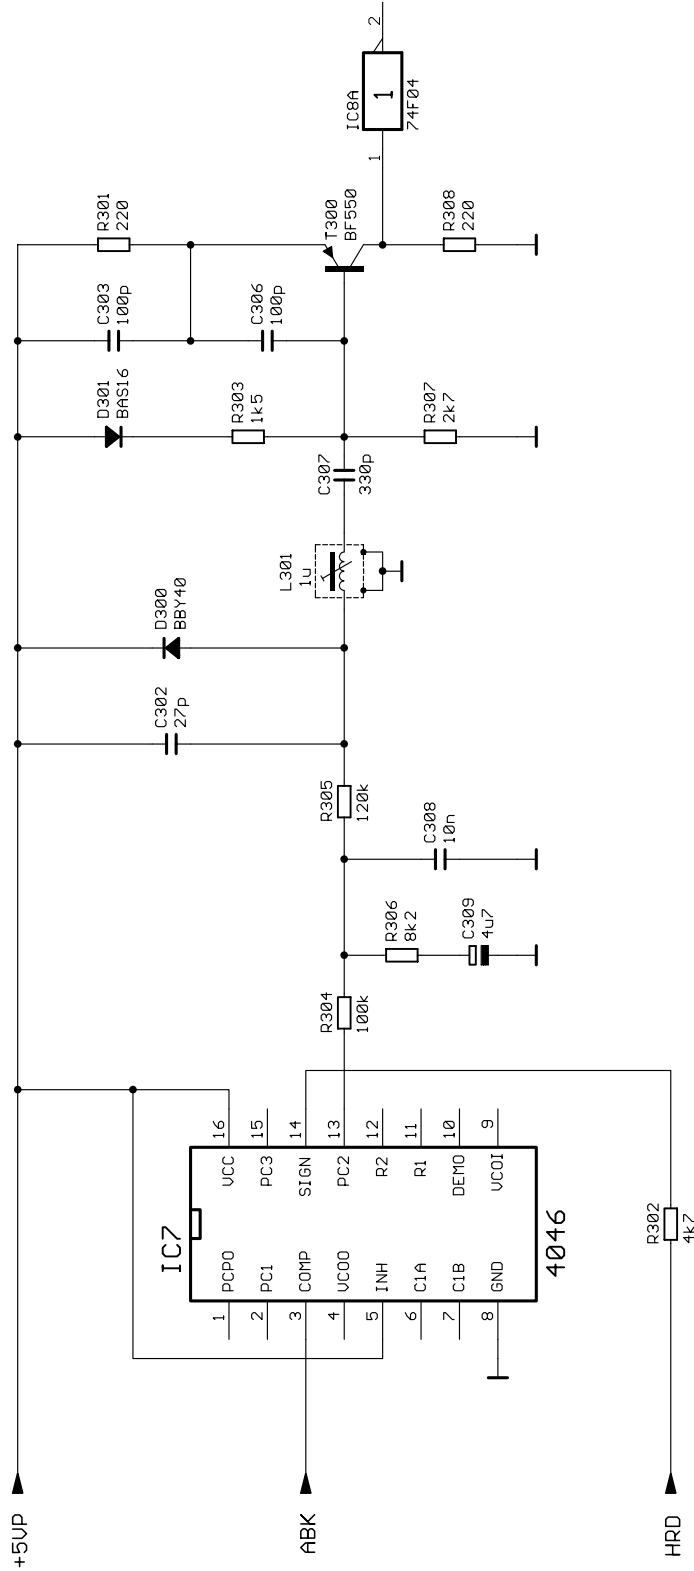 +5VP
ABK
HRD
IC7
4046
1
PCPO
2
PC1
3
COMP
4
VCOO
5
INH
6
C1A
7
C1B
8
GND
16
VCC
15
PC3
14
SIGN
13
PC2
12
R2
11
R1
10
DEMO
9
VCOI
R302
4k7
R304
100k
R306
8k2
C309
4u7
C308
10n
R305
120k
C302
27p
D300
BBY40
L301
1u
C307
330p
D301
BAS16
R303
1k5
R307
2k7
C303
100p
C306
100p
R301
220
T300
BF550
R308
220
1
IC8A
1
74F04
2